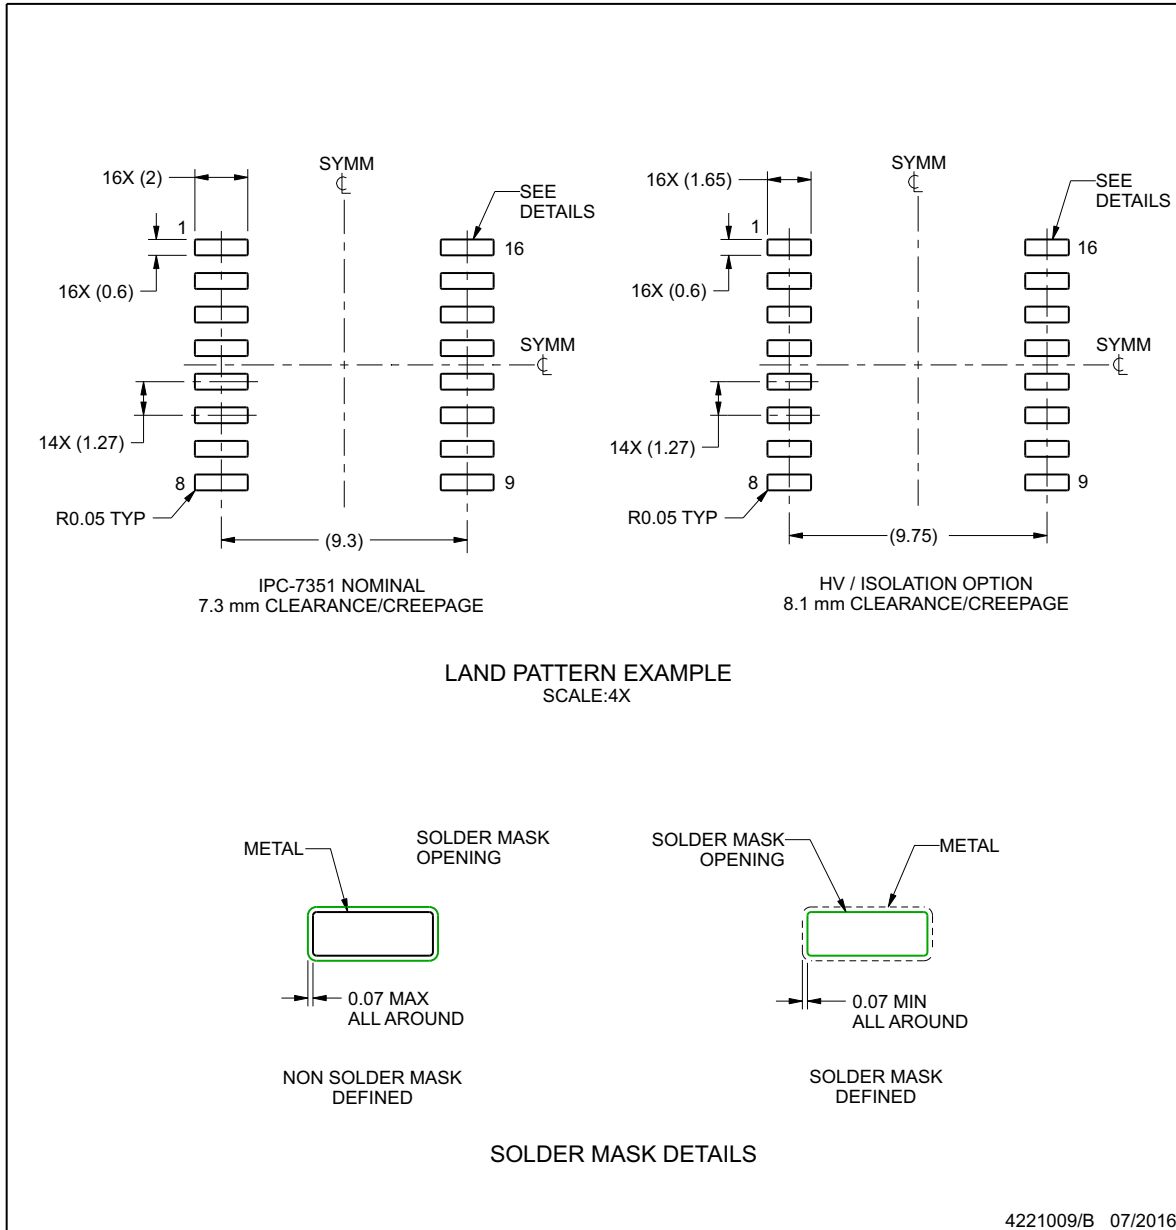 SYMM
℄
16X (2)
SEE
DETAILS
1
16
16X (0.6)
SYMM
℄
14X (1.27)
8
9
R0.05 TYP
(9.3)
IPC-7351 NOMINAL
7.3 mm CLEARANCE/CREEPAGE
SYMM
℄
16X (1.65)
SEE
DETAILS
1
16
16X (0.6)
SYMM
℄
14X (1.27)
8
9
R0.05 TYP
(9.75)
HV / ISOLATION OPTION
8.1 mm CLEARANCE/CREEPAGE
LAND PATTERN EXAMPLE
SCALE:4X
METAL
SOLDER MASK
OPENING
0.07 MAX
ALL AROUND
NON SOLDER MASK
DEFINED
SOLDER MASK
OPENING
METAL
0.07 MIN
ALL AROUND
SOLDER MASK
DEFINED
SOLDER MASK DETAILS
4221009/B 07/2016